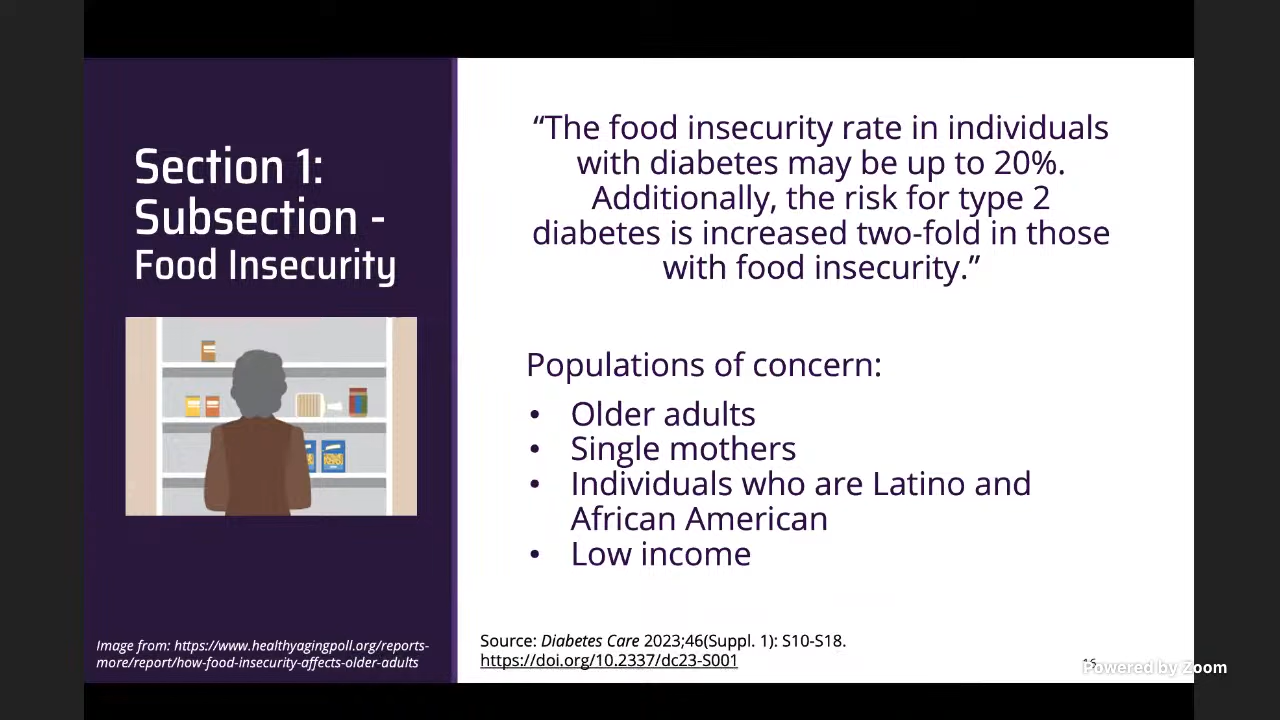 Section 1:
Subsection -
Food Insecurity
Image from: https://www.healthyagingpoll.org/reports-
more/report/how-food-insecurity-affects-older-adults
“The food insecurity rate in individuals
with diabetes may be up to 20%.
Additionally, the risk for type 2
diabetes is increased two-fold in those
with food insecurity.”
Populations of concern:
• Older adults
• Single mothers
• Individuals who are Latino and
African American
• Low income
Source: Diabetes Care 2023;46(Suppl. 1): S10-S18.
https://doi.org/10.2337/dc23-S001
Powered by Zoom